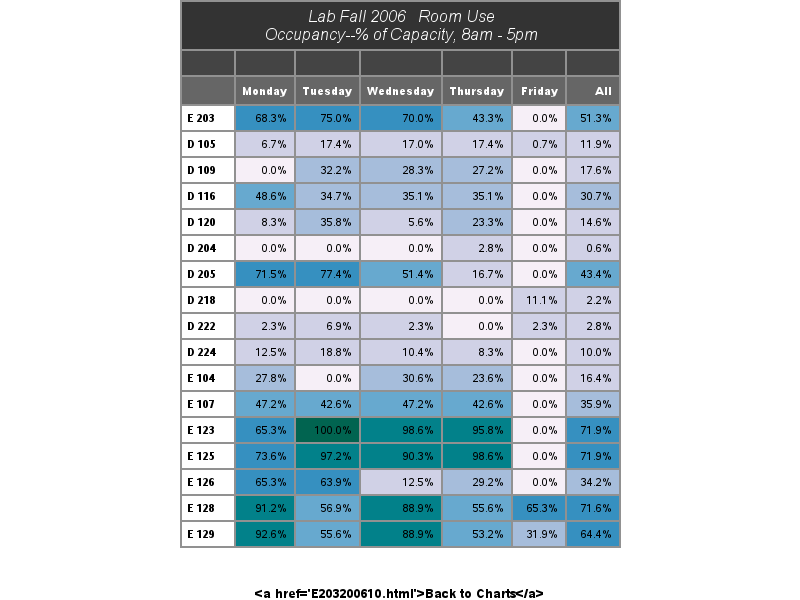 Lab Fall 2006 Room Use
Occupancy--% of Capacity, 8am - 5pm
Monday Tuesday Wednesday Thursday Friday All
E 203 68.3% 75.0% 70.0% 43.3% 0.0% 51.3%
D 105 6.7% 17.4% 17.0% 17.4% 0.7% 11.9%
D 109 0.0% 32.2% 28.3% 27.2% 0.0% 17.6%
D 116 48.6% 34.7% 35.1% 35.1% 0.0% 30.7%
D 120 8.3% 35.8% 5.6% 23.3% 0.0% 14.6%
D 204 0.0% 0.0% 0.0% 2.8% 0.0% 0.6%
D 205 71.5% 77.4% 51.4% 16.7% 0.0% 43.4%
D 218 0.0% 0.0% 0.0% 0.0% 11.1% 2.2%
D 222 2.3% 6.9% 2.3% 0.0% 2.3% 2.8%
D 224 12.5% 18.8% 10.4% 8.3% 0.0% 10.0%
E 104 27.8% 0.0% 30.6% 23.6% 0.0% 16.4%
E 107 47.2% 42.6% 47.2% 42.6% 0.0% 35.9%
E 123 65.3% 100.0% 98.6% 95.8% 0.0% 71.9%
E 125 73.6% 97.2% 90.3% 98.6% 0.0% 71.9%
E 126 65.3% 63.9% 12.5% 29.2% 0.0% 34.2%
E 128 91.2% 56.9% 88.9% 55.6% 65.3% 71.6%
E 129 92.6% 55.6% 88.9% 53.2% 31.9% 64.4%
<a href='E203200610.html'>Back to Charts</a>